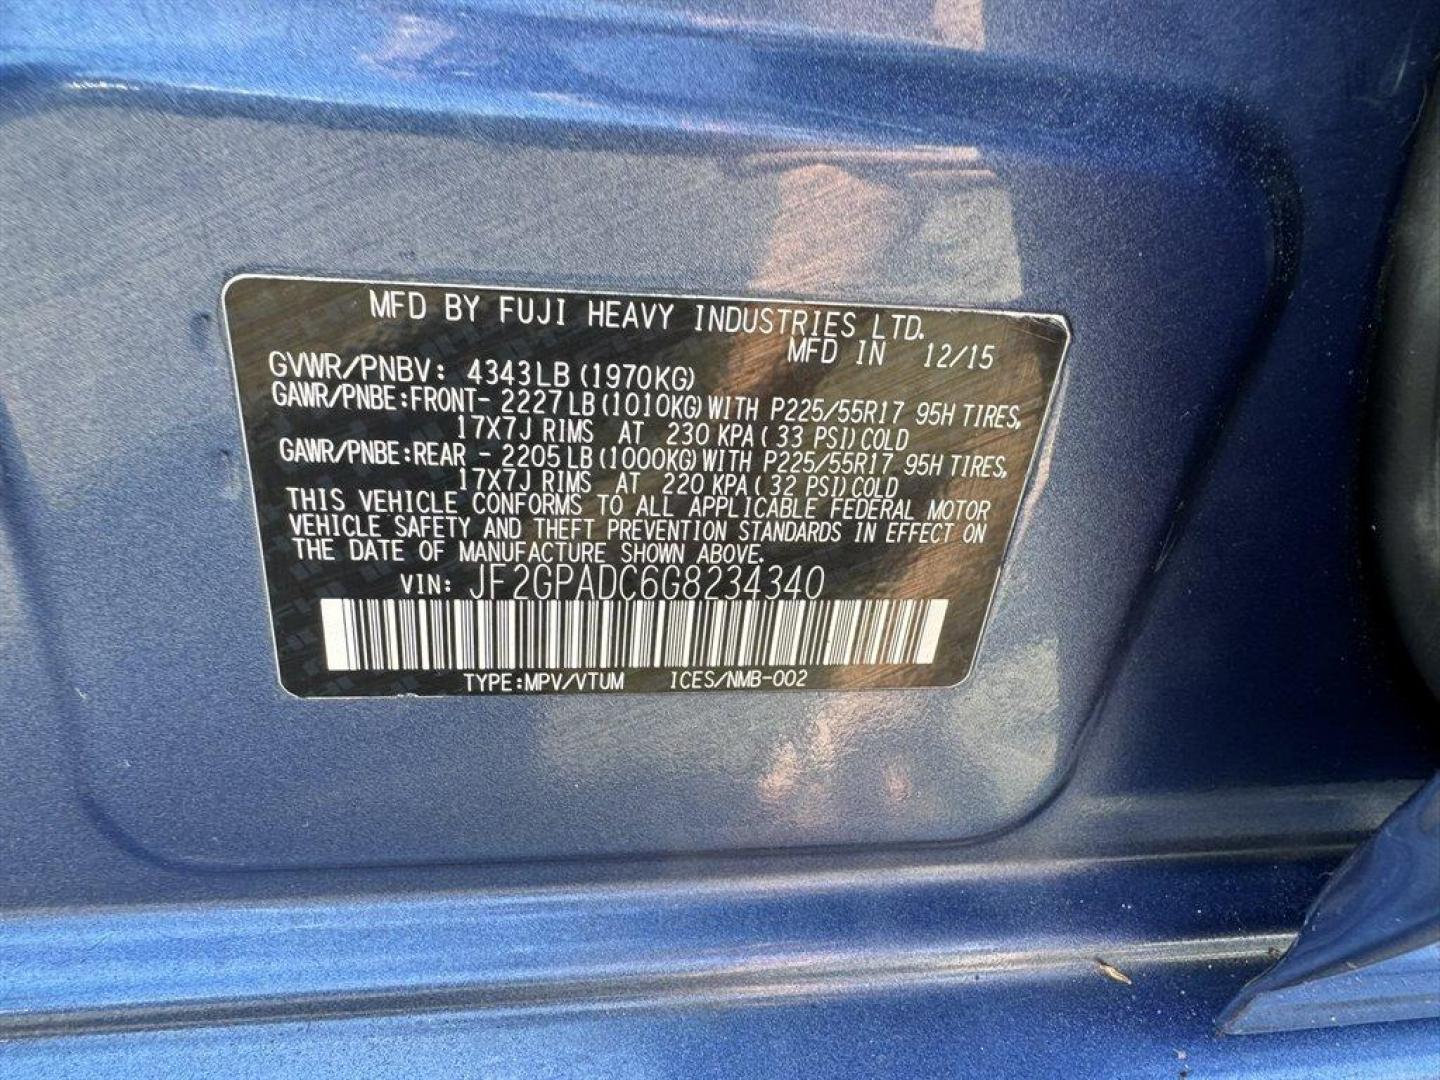 MFD BY FUJI HEAVY INDUSTRIES LTD.
MFD IN 12/15
GVWR/PNBV: 4343LB (1970KG)
GAWR/PNBE:FRONT- 2227LB (1010KG) WITH P225/55R17 95H TIRES,
17X7J RIMS AT 230 KPA ( 33 PSI) COLD
GAWR/PNBE:REAR - 2205LB (1000KG) WITH P225/55R17 95H TIRES,
17X7J RIMS AT 220 KPA ( 32 PSI) COLD
THIS VEHICLE CONFORMS TO ALL APPLICABLE FEDERAL MOTOR
VEHICLE SAFETY AND THEFT PREVENTION STANDARDS IN EFFECT ON
THE DATE OF MANUFACTURE SHOWN ABOVE.
VIN: JF2GPADC6G8234340
TYPE:MPV/VTUM ICES/NMB-002